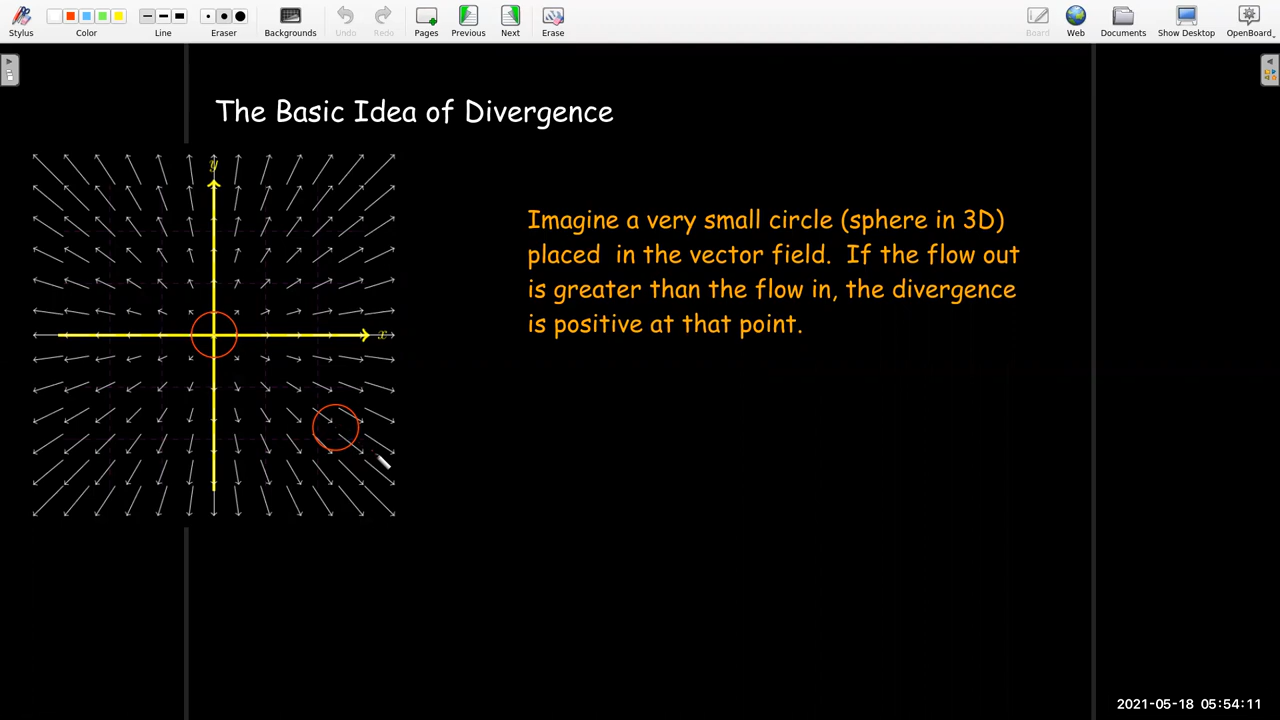 Stylus Color Line Eraser Backgrounds Undo Redo Pages Previous Next Erase Board Web Documents Show Desktop OpenBoard
The Basic Idea of Divergence
y
Imagine a very small circle (sphere in 3D)
placed in the vector field. If the flow out
is greater than the flow in, the divergence
is positive at that point.
x
2021-05-18 05:54:11